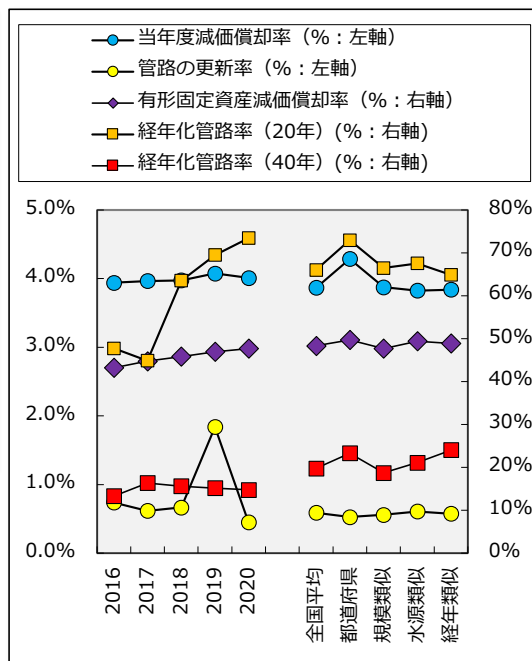 当年度減価償却率（%：左軸）
管路の更新率（%：左軸）
有形固定資産減価償却率（%：右軸）
経年化管路率（20年）(%：右軸)
経年化管路率（40年）(%：右軸)
5.0% 80%
70%
4.0%
60%
3.0% 50%
40%
2.0%
30%
20%
1.0%
10%
0.0% 0%
2016 2017 2018 2019 2020 全国平均 都道府県 規模類似 水源類似 経年類似